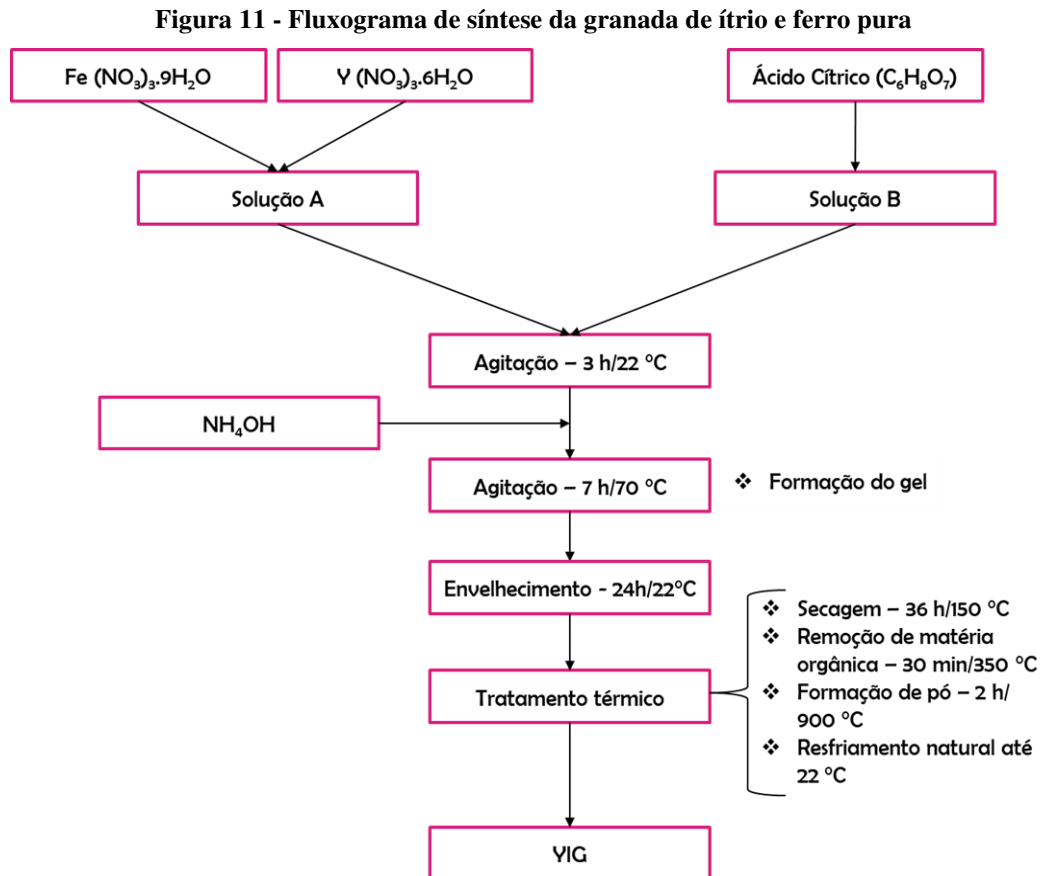 Figura 11 - Fluxograma de síntese da granada de ítrio e ferro pura
Fe (NO₃)₃.9H₂O
Y (NO₃)₃.6H₂O
Ácido Cítrico (C₆H₈O₇)
Solução A
Solução B
Agitação – 3 h/22 °C
NH₄OH
Agitação – 7 h/70 °C
❖ Formação do gel
Envelhecimento - 24h/22°C
Tratamento térmico
❖ Secagem – 36 h/150 °C
❖ Remoção de matéria
orgânica – 30 min/350 °C
❖ Formação de pó – 2 h/
900 °C
❖ Resfriamento natural até
22 °C
YIG